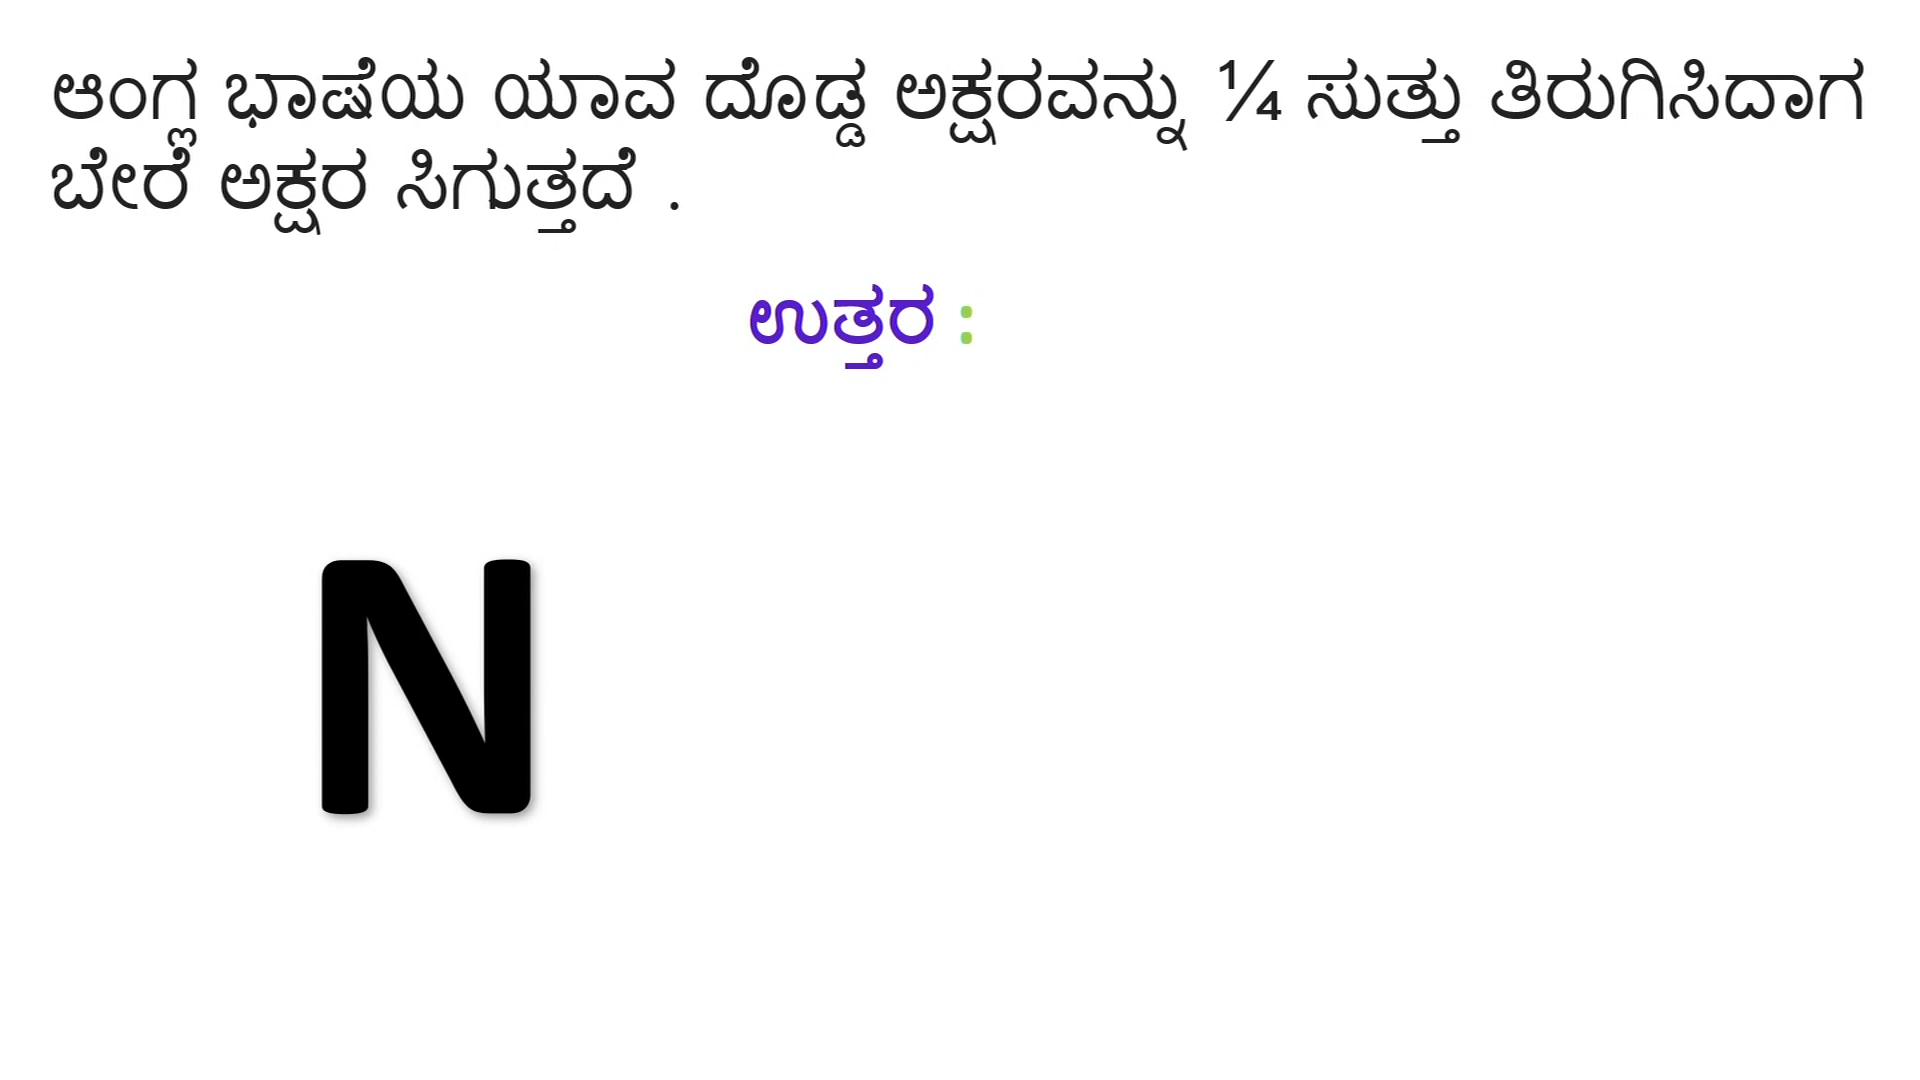 ಆಂಗ್ಲ ಭಾಷೆಯ ಯಾವ ದೊಡ್ಡ ಅಕ್ಷರವನ್ನು ¼ ಸುತ್ತು ತಿರುಗಿಸಿದಾಗ
ಬೇರೆ ಅಕ್ಷರ ಸಿಗುತ್ತದೆ .
ಉತ್ತರ :
N